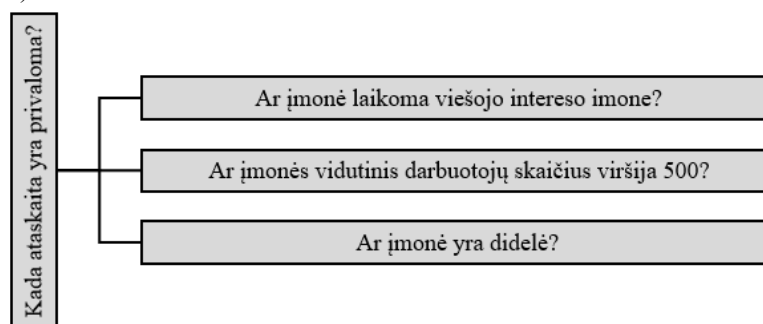 Kada ataskaita yra privaloma?
Ar įmonė laikoma viešojo intereso imone?
Ar įmonės vidutinis darbuotojų skaičius viršija 500?
Ar įmonė yra didelė?